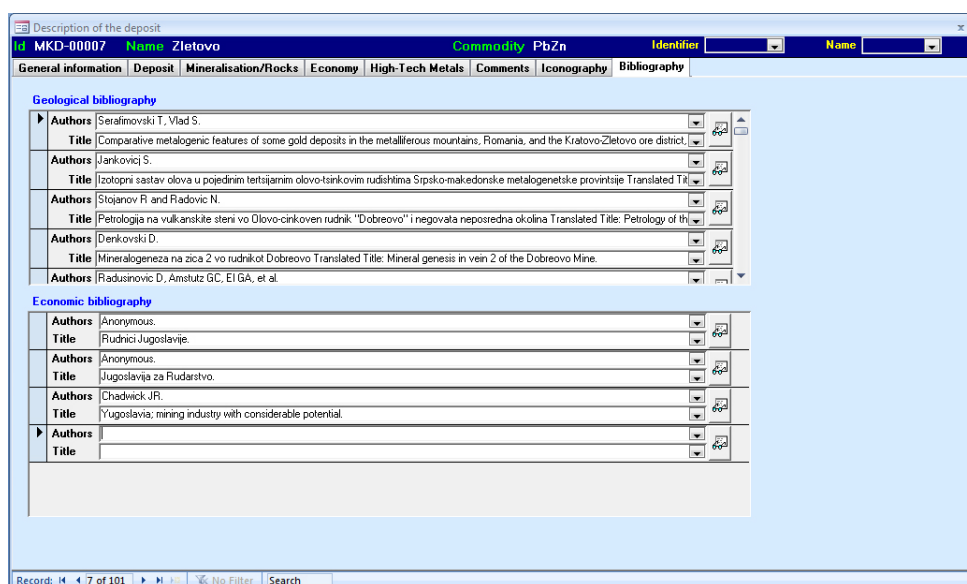 Description of the deposit x
Id MKD-00007 Name Zletovo Commodity PbZn Identifier Name
General information Deposit Mineralisation/Rocks Economy High-Tech Metals Comments Iconography Bibliography
Geological bibliography
Authors Serafimovski T, Vlad S.
Title Comparative metalogenic features of some gold deposits in the metalliferous mountains, Romania, and the Kratovo-Zletovo ore district,
Authors Jankovicj S.
Title Izotopni sastav olova u pojedinim tertsijarnim olovo-tsinkovim rudishtima Srpsko-makedonske metalogenetske provintsije Translated Tit
Authors Stojanov R and Radovic N.
Title Petrologija na vulkanskite steni vo Olovo-cinkoven rudnik "Dobreovo" i negovata neposredna okolina Translated Title: Petrology of th
Authors Denkovski D.
Title Mineralogeneza na zica 2 vo rudnikot Dobreovo Translated Title: Mineral genesis in vein 2 of the Dobreovo Mine.
Authors Radusinovic D, Amstutz GC, El GA, et al.
Economic bibliography
Authors Anonymous.
Title Rudnici Jugoslavije.
Authors Anonymous.
Title Jugoslavija za Rudarstvo.
Authors Chadwick JR.
Title Yugoslavia; mining industry with considerable potential.
Authors
Title
Record: 7 of 101 No Filter Search